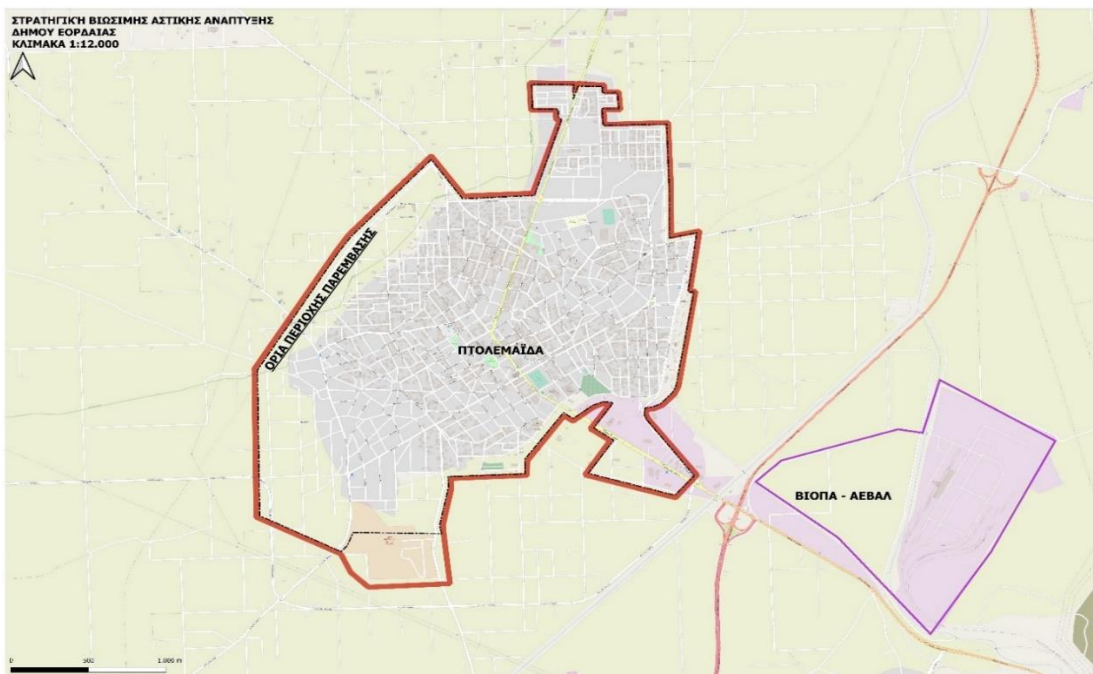 ΣΤΡΑΤΗΓΙΚΉ ΒΙΩΣΙΜΗΣ ΑΣΤΙΚΗΣ ΑΝΑΠΤΥΞΗΣ
ΔΗΜΟΥ ΕΟΡΔΑΙΑΣ
ΚΛΙΜΑΚΑ 1:12.000
ΟΡΙΑ ΠΕΡΙΟΧΗΣ ΠΑΡΕΜΒΑΣΗΣ
ΠΤΟΛΕΜΑΪΔΑ
ΒΙΟΠΑ - ΑΕΒΑΛ
0 500 1.000 m